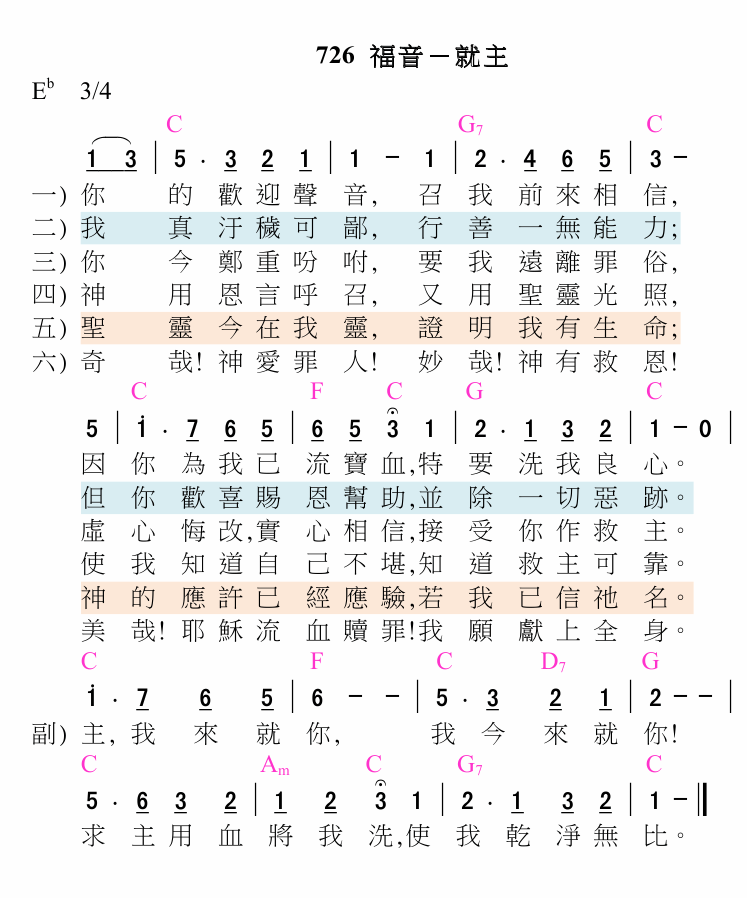 726 福音－就主
E♭ 3/4
C G7 C
1 3 | 5 . 3 2 1 | 1 － 1 | 2 . 4 6 5 | 3 －
一) 你 的 歡 迎 聲 音, 召 我 前 來 相 信,
二) 我 真 汙 穢 可 鄙, 行 善 一 無 能 力;
三) 你 今 鄭 重 吩 咐, 要 我 遠 離 罪 俗,
四) 神 用 恩 言 呼 召, 又 用 聖 靈 光 照,
五) 聖 靈 今 在 我 靈, 證 明 我 有 生 命;
六) 奇 哉! 神 愛 罪 人! 妙 哉! 神 有 救 恩!
C F C G C
5 | 1̇ . 7 6 5 | 6 5 3 1 | 2 . 1 3 2 | 1 － 0 |
因 你 為 我 已 流 寶 血,特 要 洗 我 良 心。
但 你 歡 喜 賜 恩 幫 助,並 除 一 切 惡 跡。
虛 心 悔 改,實 心 相 信,接 受 你 作 救 主。
使 我 知 道 自 己 不 堪,知 道 救 主 可 靠。
神 的 應 許 已 經 應 驗,若 我 已 信 祂 名。
美 哉! 耶 穌 流 血 贖 罪!我 願 獻 上 全 身。
C F C D7 G
1̇ . 7 6 5 | 6 － － | 5 . 3 2 1 | 2 － － |
副) 主, 我 來 就 你, 我 今 來 就 你!
C Am C G7 C
5 . 6 3 2 | 1 2 3 1 | 2 . 1 3 2 | 1 － ‖
求 主 用 血 將 我 洗,使 我 乾 淨 無 比。